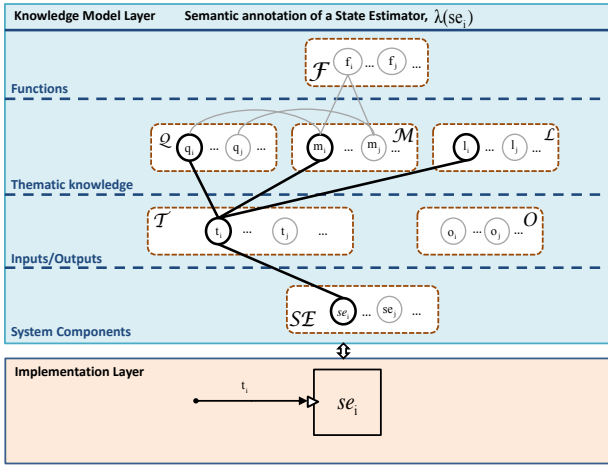 Knowledge Model Layer Semantic annotation of a State Estimator, λ(se_i)
ℱ f_i ... f_j ...
Functions
𝒬 q_i ... q_j ... m_i ... m_j ... ℳ l_i ... l_j ... ℒ
Thematic knowledge
𝒯 t_i ... t_j ... o_i ... o_j ... O
Inputs/Outputs
𝒮ℰ se_i ... se_j ...
System Components
Implementation Layer
t_i
se_i